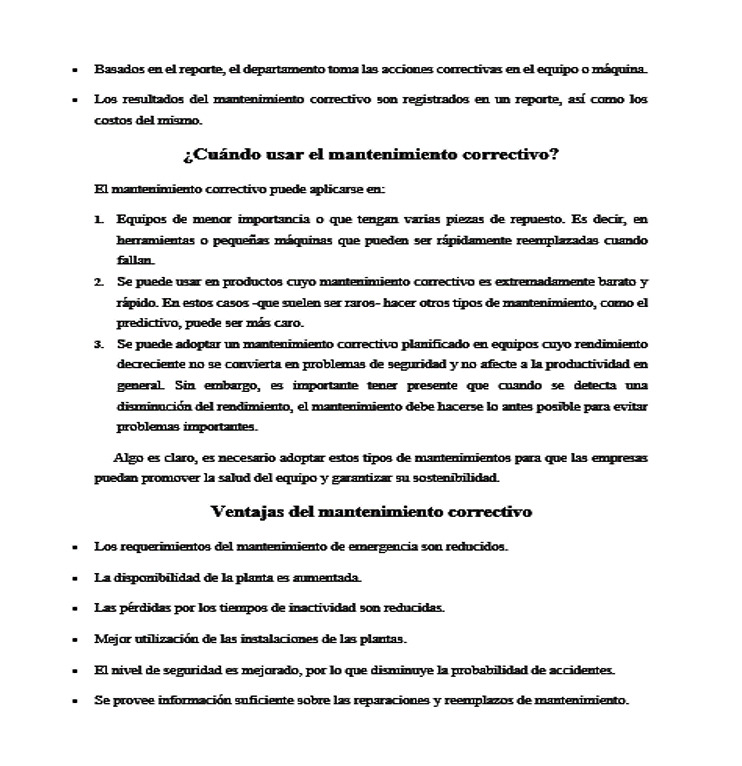 ▪ Basados en el reporte, el departamento toma las acciones correctivas en el equipo o máquina.
▪ Los resultados del mantenimiento correctivo son registrados en un reporte, así como los
costos del mismo.
¿Cuándo usar el mantenimiento correctivo?
El mantenimiento correctivo puede aplicarse en:
1. Equipos de menor importancia o que tengan varias piezas de repuesto. Es decir, en
herramientas o pequeñas máquinas que pueden ser rápidamente reemplazadas cuando
fallan.
2. Se puede usar en productos cuyo mantenimiento correctivo es extremadamente barato y
rápido. En estos casos -que suelen ser raros- hacer otros tipos de mantenimiento, como el
predictivo, puede ser más caro.
3. Se puede adoptar un mantenimiento correctivo planificado en equipos cuyo rendimiento
decreciente no se convierta en problemas de seguridad y no afecte a la productividad en
general. Sin embargo, es importante tener presente que cuando se detecta una
disminución del rendimiento, el mantenimiento debe hacerse lo antes posible para evitar
problemas importantes.
Algo es claro, es necesario adoptar estos tipos de mantenimientos para que las empresas
puedan promover la salud del equipo y garantizar su sostenibilidad.
Ventajas del mantenimiento correctivo
▪ Los requerimientos del mantenimiento de emergencia son reducidos.
▪ La disponibilidad de la planta es aumentada.
▪ Las pérdidas por los tiempos de inactividad son reducidas.
▪ Mejor utilización de las instalaciones de las plantas.
▪ El nivel de seguridad es mejorado, por lo que disminuye la probabilidad de accidentes.
▪ Se provee información suficiente sobre las reparaciones y reemplazos de mantenimiento.